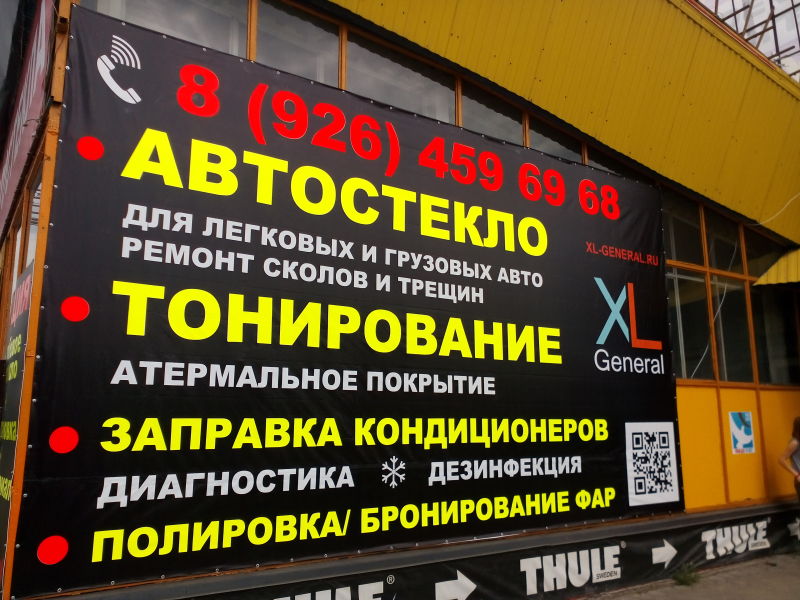 8 (926) 459 69 68
АВТОСТЕКЛО
ДЛЯ ЛЕГКОВЫХ И ГРУЗОВЫХ АВТО
РЕМОНТ СКОЛОВ И ТРЕЩИН
XL-GENERAL.RU
XL
General
ТОНИРОВАНИЕ
АТЕРМАЛЬНОЕ ПОКРЫТИЕ
ЗАПРАВКА КОНДИЦИОНЕРОВ
ДИАГНОСТИКА ДЕЗИНФЕКЦИЯ
ПОЛИРОВКА/ БРОНИРОВАНИЕ ФАР
THULE THULE THULE
SWEDEN